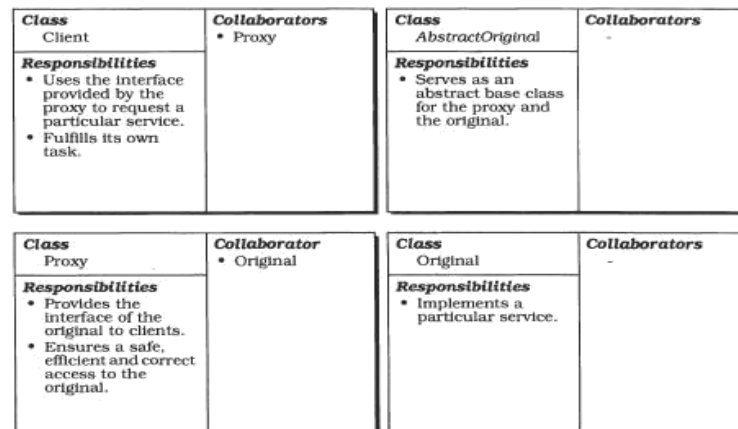 Class
Client
Collaborators
• Proxy
Responsibilities
• Uses the interface
provided by the
proxy to request a
particular service.
• Fulfills its own
task.
Class
AbstractOriginal
Collaborators
-
Responsibilities
• Serves as an
abstract base class
for the proxy and
the original.
Class
Proxy
Collaborator
• Original
Responsibilities
• Provides the
interface of the
original to clients.
• Ensures a safe,
efficient and correct
access to the
original.
Class
Original
Collaborators
-
Responsibilities
• Implements a
particular service.